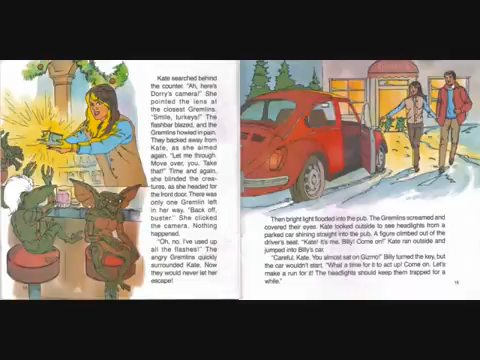 Kate searched behind
the counter. "Ah, here's
Dorry's camera!" She
pointed the lens at
the closest Gremlins.
"Smile, turkeys!" The
flashbar blazed, and the
Gremlins howled in pain.
They backed away from
Kate, as she aimed
again. "Let me through.
Move over, you. Take
that!" Time and again,
she blinded the crea-
tures, as she headed for
the front door. There was
only one Gremlin left
in her way. "Back off,
buster." She clicked
the camera. Nothing
happened.
"Oh, no. I've used up
all the flashes!" The
angry Gremlins quickly
surrounded Kate. Now
they would never let her
escape!
Then bright light flooded into the pub. The Gremlins screamed and
covered their eyes. Kate looked outside to see headlights from a
parked car shining straight into the pub. A figure climbed out of the
driver's seat. "Kate! It's me, Billy! Come on!" Kate ran outside and
jumped into Billy's car.
"Careful, Kate. You almost sat on Gizmo!" Billy turned the key, but
the car wouldn't start. "What a time for it to act up! Come on. Let's
make a run for it! The headlights should keep them trapped for a
while."